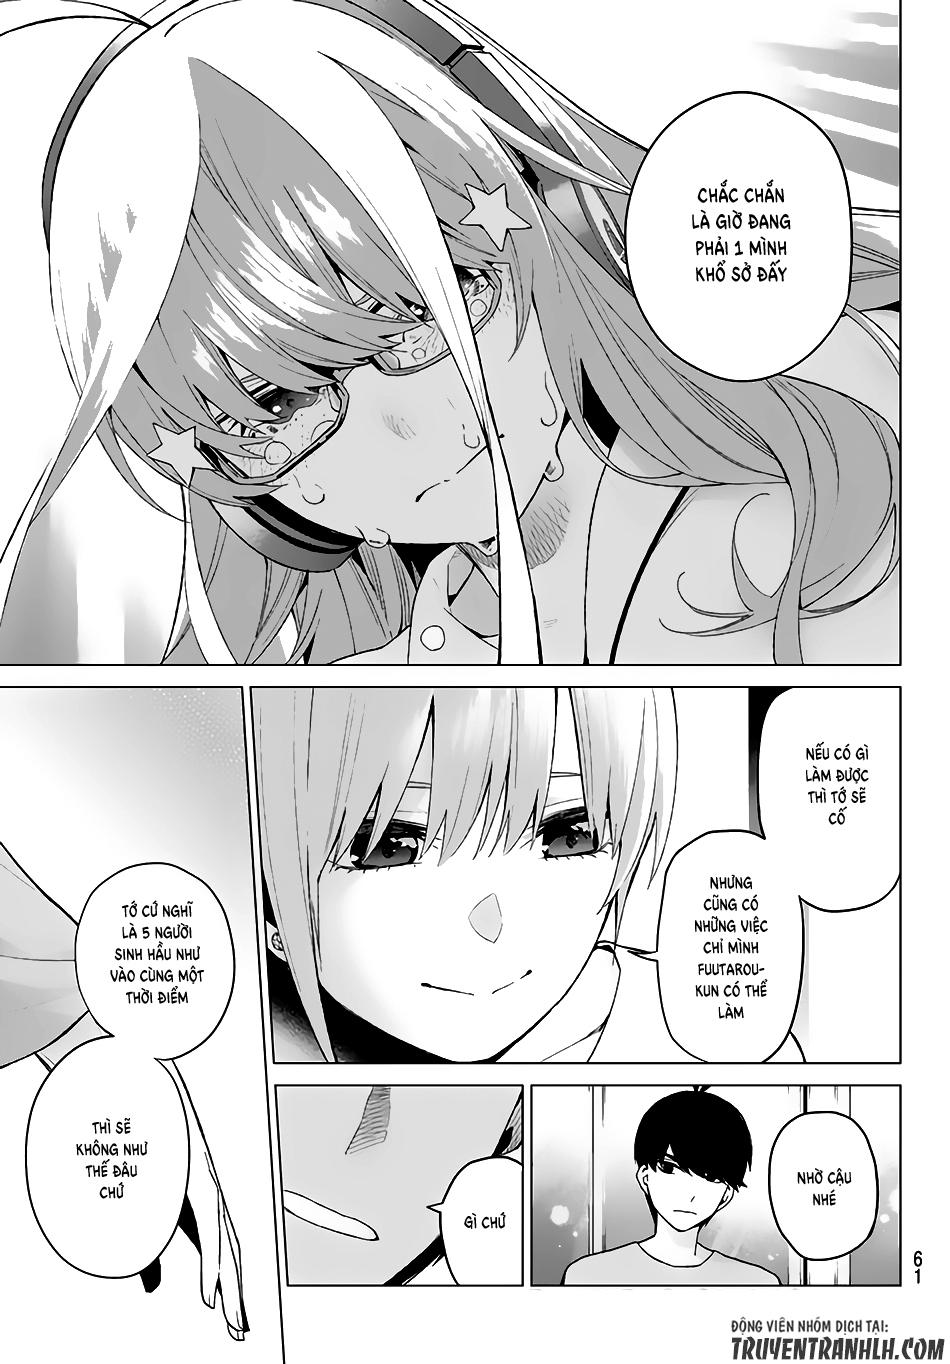 CHẮC CHẮN
LÀ GIỜ ĐANG
PHẢI 1 MÌNH
KHỔ SỞ ĐẤY
NẾU CÓ GÌ
LÀM ĐƯỢC
THÌ TỚ SẼ
CỐ
NHƯNG
CŨNG CÓ
NHỮNG VIỆC
CHỈ MÌNH
FUUTAROU-
KUN CÓ THỂ
LÀM
NHỜ CẬU
NHÉ
GÌ CHỨ
TỚ CỨ NGHĨ
LÀ 5 NGƯỜI
SINH HẦU NHƯ
VÀO CÙNG MỘT
THỜI ĐIỂM
THÌ SẼ
KHÔNG NHƯ
THẾ ĐÂU
CHỨ
61
ĐỘNG VIÊN NHÓM DỊCH TẠI:
TRUYENTRANHLH.COM